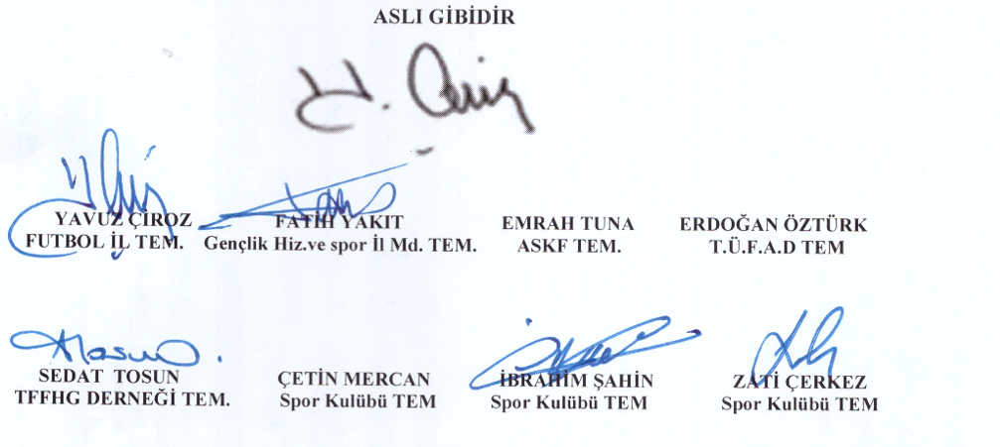 ASLI GİBİDİR
YAVUZ ÇİROZ FATİH YAKIT EMRAH TUNA ERDOĞAN ÖZTÜRK
FUTBOL İL TEM. Gençlik Hiz.ve spor İl Md. TEM. ASKF TEM. T.Ü.F.A.D TEM
SEDAT TOSUN ÇETİN MERCAN İBRAHİM ŞAHİN ZATİ ÇERKEZ
TFFHG DERNEĞİ TEM. Spor Kulübü TEM Spor Kulübü TEM Spor Kulübü TEM